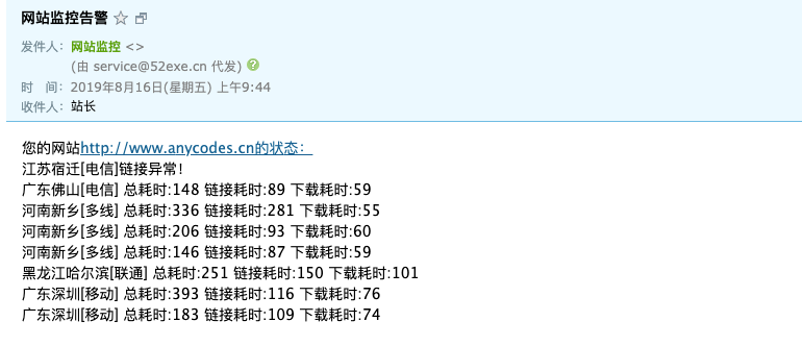 网站监控告警
发件人：网站监控 <>
(由 service@52exe.cn 代发)
时 间：2019年8月16日(星期五) 上午9:44
收件人：站长
您的网站http://www.anycodes.cn的状态：
江苏宿迁[电信]链接异常！
广东佛山[电信] 总耗时:148 链接耗时:89 下载耗时:59
河南新乡[多线] 总耗时:336 链接耗时:281 下载耗时:55
河南新乡[多线] 总耗时:206 链接耗时:93 下载耗时:60
河南新乡[多线] 总耗时:146 链接耗时:87 下载耗时:59
黑龙江哈尔滨[联通] 总耗时:251 链接耗时:150 下载耗时:101
广东深圳[移动] 总耗时:393 链接耗时:116 下载耗时:76
广东深圳[移动] 总耗时:183 链接耗时:109 下载耗时:74